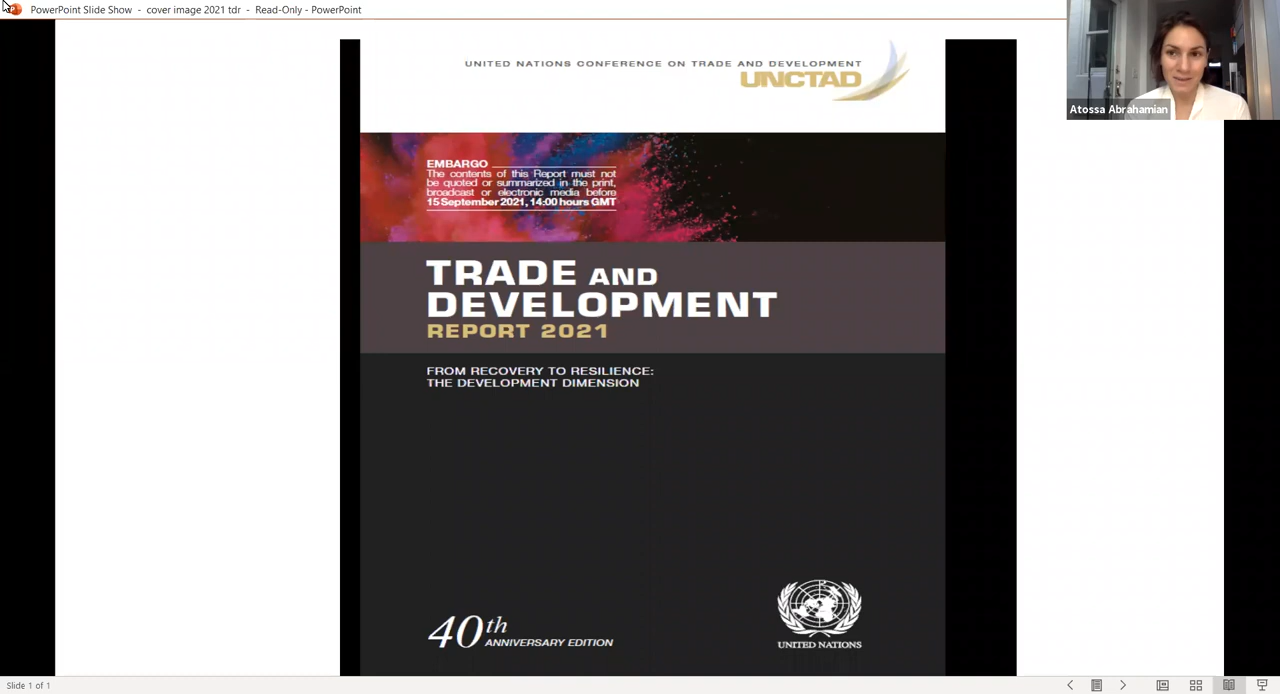 PowerPoint Slide Show - cover image 2021 tdr - Read-Only - PowerPoint
Atossa Abrahamian
UNITED NATIONS CONFERENCE ON TRADE AND DEVELOPMENT
UNCTAD
EMBARGO
The contents of this Report must not
be quoted or summarized in the print,
broadcast or electronic media before
15 September 2021, 14:00 hours GMT
TRADE AND
DEVELOPMENT
REPORT 2021
FROM RECOVERY TO RESILIENCE:
THE DEVELOPMENT DIMENSION
40th
ANNIVERSARY EDITION
UNITED NATIONS
Slide 1 of 1